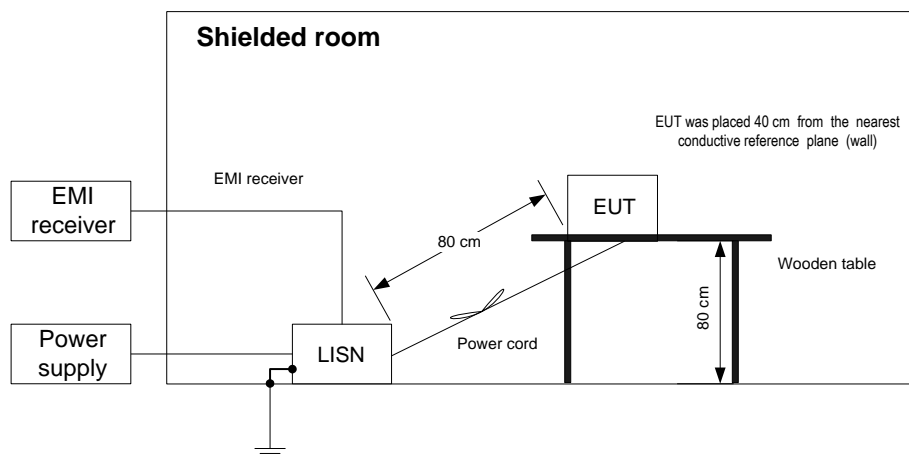 Shielded room
EUT was placed 40 cm from the nearest
conductive reference plane (wall)
EMI receiver
EMI
receiver
EUT
80 cm
Wooden table
80 cm
Power cord
LISN
Power
supply